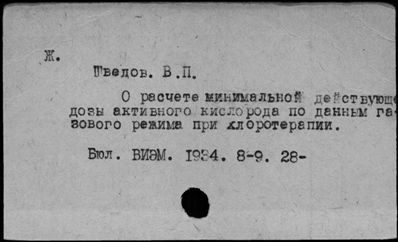 Ж.
Шведов. В.П.
О расчете минимальной действующе
дозы активного кислорода по данным га-
зового режима при хлоротерапии.
Бюл. ВИЭМ. 1934. 8-9. 28-